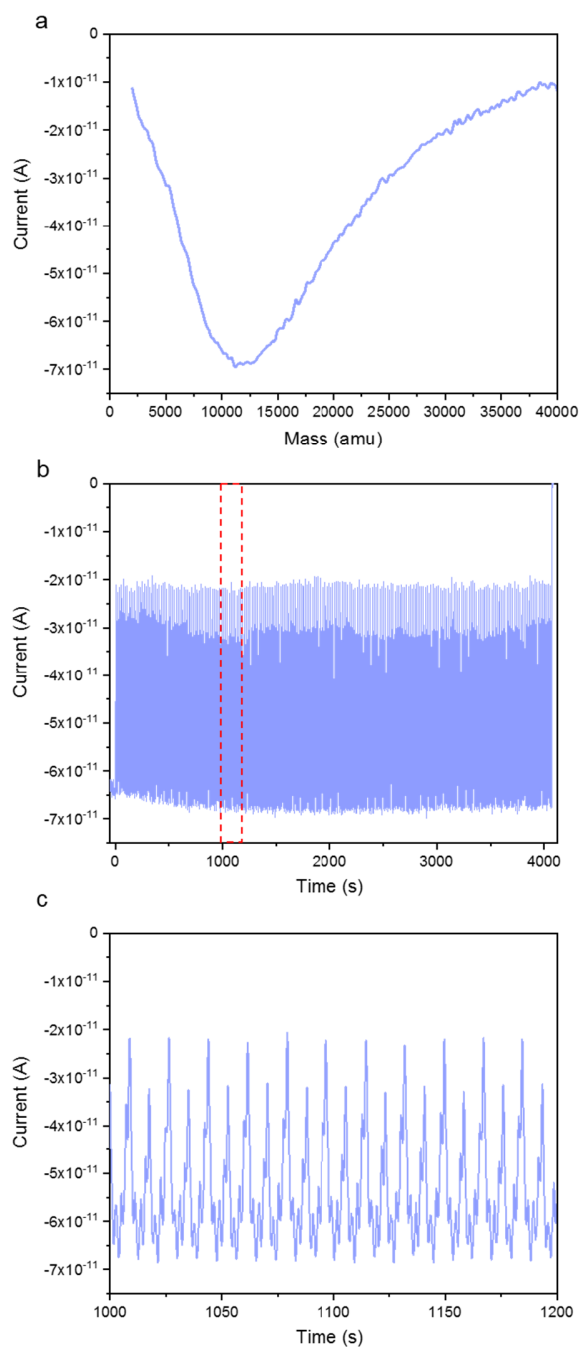 a
0
-1x10⁻¹¹
-2x10⁻¹¹
-3x10⁻¹¹
-4x10⁻¹¹
-5x10⁻¹¹
-6x10⁻¹¹
-7x10⁻¹¹
Current (A)
0 5000 10000 15000 20000 25000 30000 35000 40000
Mass (amu)
b
0
-1x10⁻¹¹
-2x10⁻¹¹
-3x10⁻¹¹
-4x10⁻¹¹
-5x10⁻¹¹
-6x10⁻¹¹
-7x10⁻¹¹
Current (A)
0 1000 2000 3000 4000
Time (s)
c
0
-1x10⁻¹¹
-2x10⁻¹¹
-3x10⁻¹¹
-4x10⁻¹¹
-5x10⁻¹¹
-6x10⁻¹¹
-7x10⁻¹¹
Current (A)
1000 1050 1100 1150 1200
Time (s)